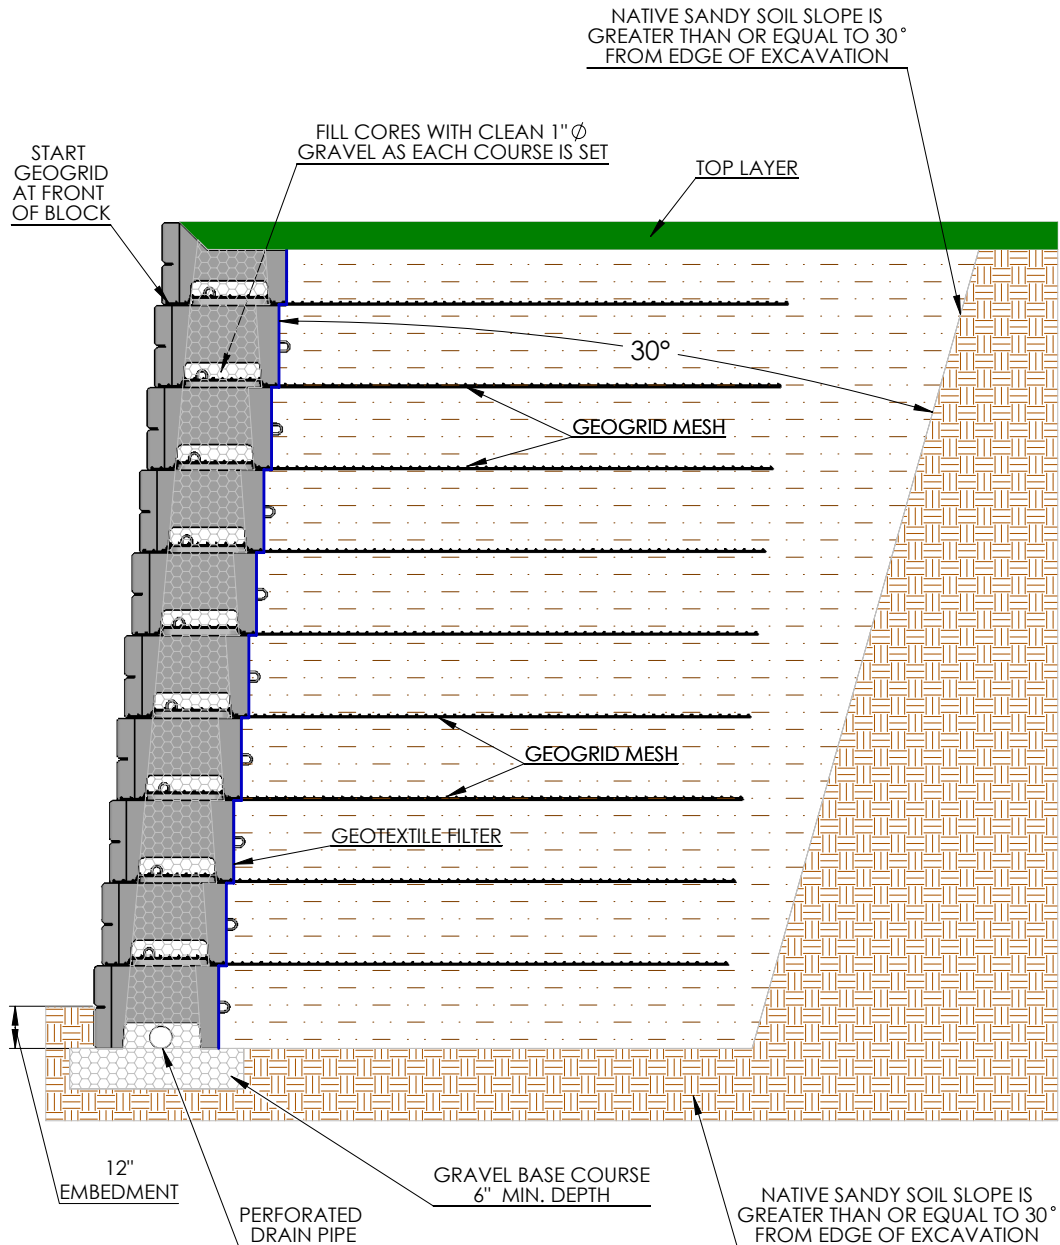 NATIVE SANDY SOIL SLOPE IS
GREATER THAN OR EQUAL TO 30°
FROM EDGE OF EXCAVATION
FILL CORES WITH CLEAN 1" Ø
GRAVEL AS EACH COURSE IS SET
START
GEOGRID
AT FRONT
OF BLOCK
TOP LAYER
30°
GEOGRID MESH
GEOGRID MESH
GEOTEXTILE FILTER
12"
EMBEDMENT
GRAVEL BASE COURSE
6" MIN. DEPTH
PERFORATED
DRAIN PIPE
NATIVE SANDY SOIL SLOPE IS
GREATER THAN OR EQUAL TO 30°
FROM EDGE OF EXCAVATION